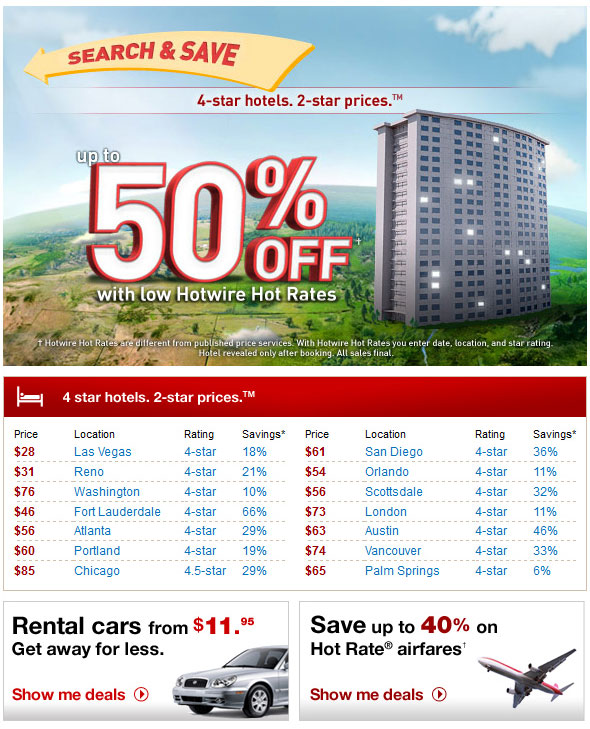 SEARCH & SAVE
4-star hotels. 2-star prices.™
up to
50% OFF†
with low Hotwire Hot Rates
† Hotwire Hot Rates are different from published price services. With Hotwire Hot Rates you enter date, location, and star rating.
Hotel revealed only after booking. All sales final.
4 star hotels. 2-star prices.™
Price Location Rating Savings* Price Location Rating Savings*
$28 Las Vegas 4-star 18% $61 San Diego 4-star 36%
$31 Reno 4-star 21% $54 Orlando 4-star 11%
$76 Washington 4-star 10% $56 Scottsdale 4-star 32%
$46 Fort Lauderdale 4-star 66% $73 London 4-star 11%
$56 Atlanta 4-star 29% $63 Austin 4-star 46%
$60 Portland 4-star 19% $74 Vancouver 4-star 33%
$85 Chicago 4.5-star 29% $65 Palm Springs 4-star 6%
Rental cars from $11.95
Get away for less.
Show me deals
Save up to 40% on
Hot Rate® airfares†
Show me deals